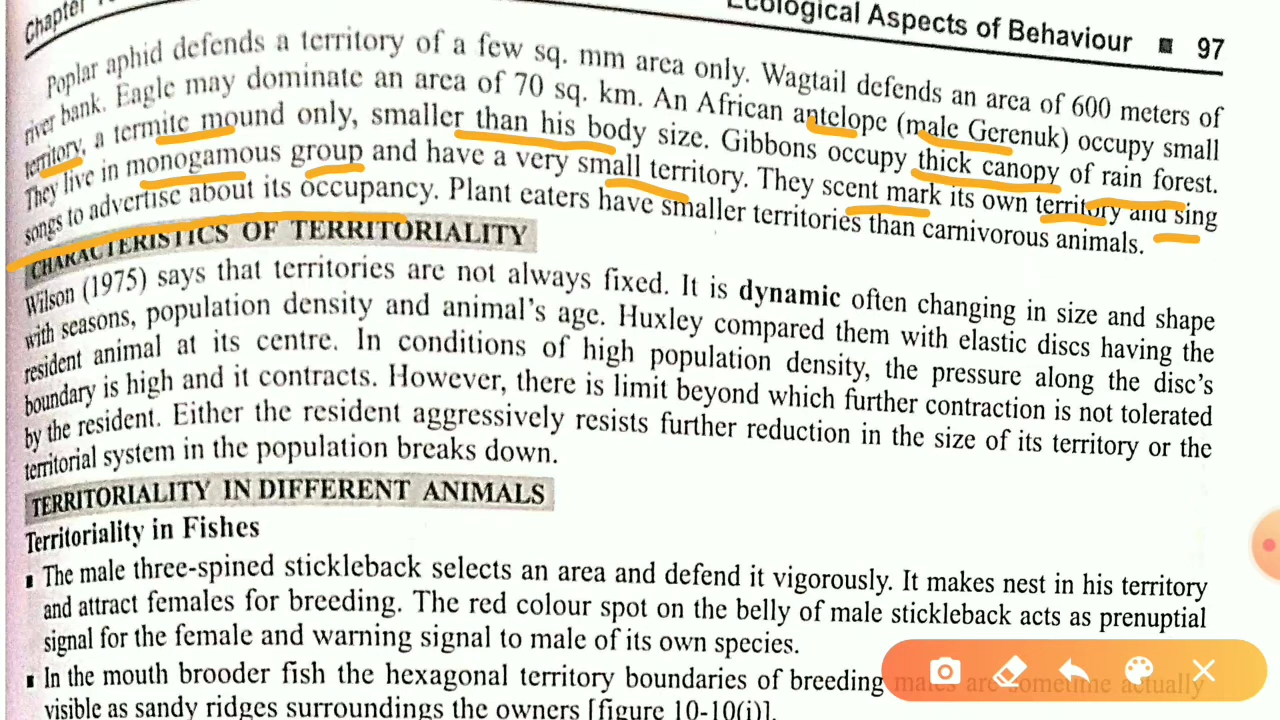 Chapter
Ecological Aspects of Behaviour ■ 97
Poplar aphid defends a territory of a few sq. mm area only. Wagtail defends an area of 600 meters of
river bank. Eagle may dominate an area of 70 sq. km. An African antelope (male Gerenuk) occupy small
territory, a termite mound only, smaller than his body size. Gibbons occupy thick canopy of rain forest.
They live in monogamous group and have a very small territory. They scent mark its own territory and sing
songs to advertise about its occupancy. Plant eaters have smaller territories than carnivorous animals.
CHARACTERISTICS OF TERRITORIALITY
Wilson (1975) says that territories are not always fixed. It is dynamic often changing in size and shape
with seasons, population density and animal's age. Huxley compared them with elastic discs having the
resident animal at its centre. In conditions of high population density, the pressure along the disc's
boundary is high and it contracts. However, there is limit beyond which further contraction is not tolerated
by the resident. Either the resident aggressively resists further reduction in the size of its territory or the
territorial system in the population breaks down.
TERRITORIALITY IN DIFFERENT ANIMALS
Territoriality in Fishes
▪ The male three-spined stickleback selects an area and defend it vigorously. It makes nest in his territory
and attract females for breeding. The red colour spot on the belly of male stickleback acts as prenuptial
signal for the female and warning signal to male of its own species.
▪ In the mouth brooder fish the hexagonal territory boundaries of breeding males are sometime actually
visible as sandy ridges surroundings the owners [figure 10-10(i)].